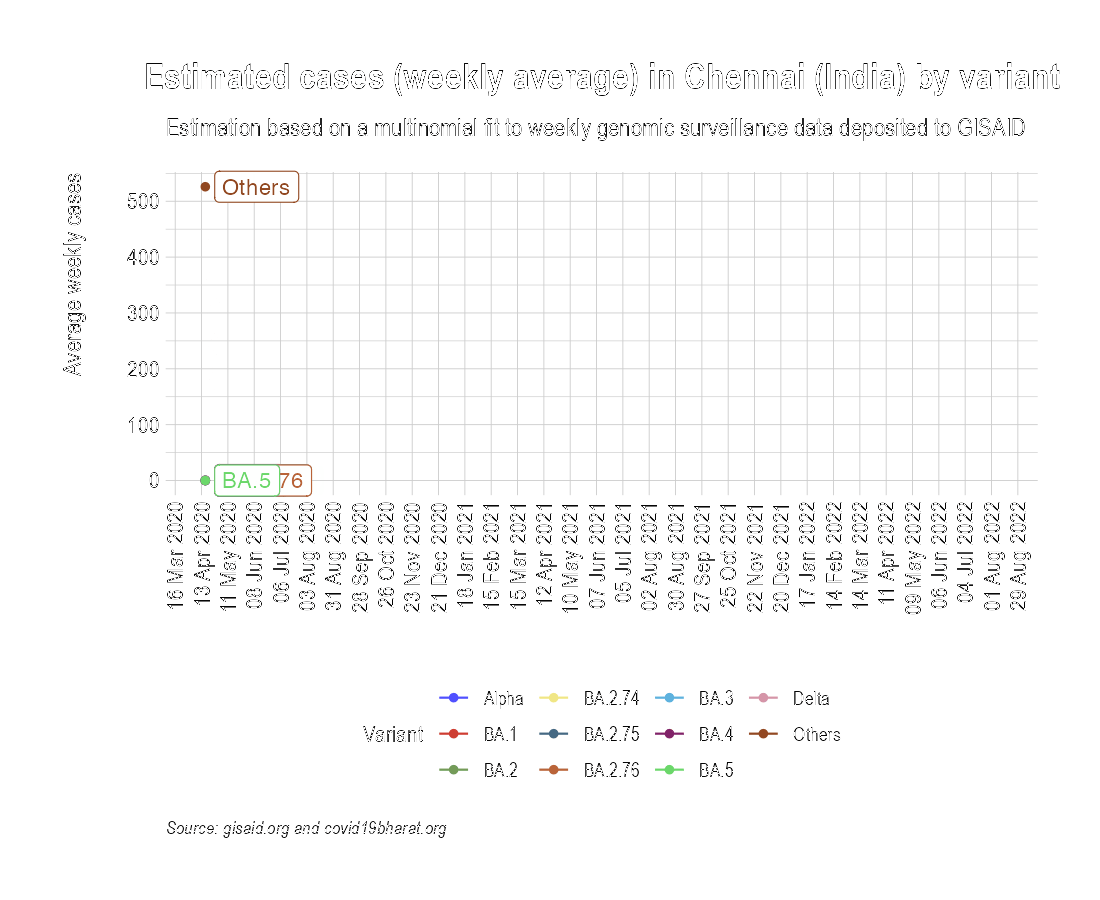 Estimated cases (weekly average) in Chennai (India) by variant
Estimation based on a multinomial fit to weekly genomic surveillance data deposited to GISAID
Average weekly cases
500
400
300
200
100
0
Others
BA.5
76
16 Mar 2020
13 Apr 2020
11 May 2020
08 Jun 2020
06 Jul 2020
03 Aug 2020
31 Aug 2020
28 Sep 2020
26 Oct 2020
23 Nov 2020
21 Dec 2020
18 Jan 2021
15 Feb 2021
15 Mar 2021
12 Apr 2021
10 May 2021
07 Jun 2021
05 Jul 2021
02 Aug 2021
30 Aug 2021
27 Sep 2021
25 Oct 2021
22 Nov 2021
20 Dec 2021
17 Jan 2022
14 Feb 2022
14 Mar 2022
11 Apr 2022
09 May 2022
06 Jun 2022
04 Jul 2022
01 Aug 2022
29 Aug 2022
Variant
Alpha
BA.1
BA.2
BA.2.74
BA.2.75
BA.2.76
BA.3
BA.4
BA.5
Delta
Others
Source: gisaid.org and covid19bharat.org